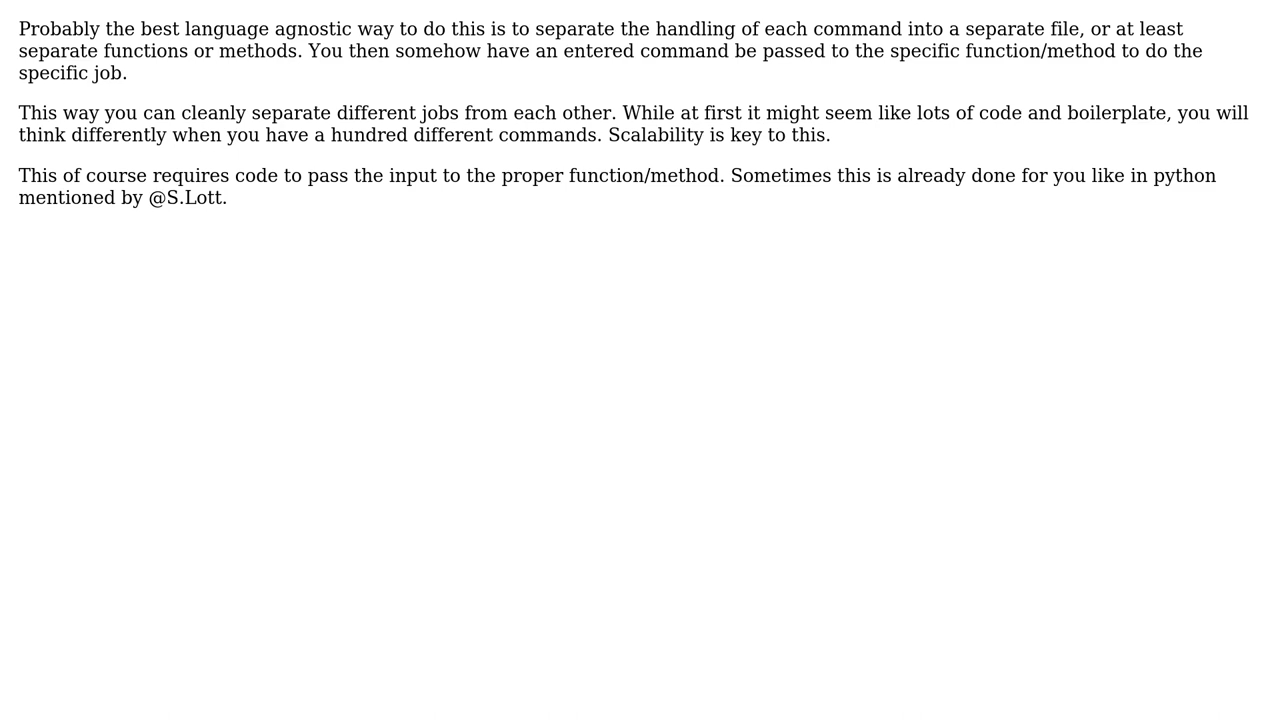 Probably the best language agnostic way to do this is to separate the handling of each command into a separate file, or at least
separate functions or methods. You then somehow have an entered command be passed to the specific function/method to do the
specific job.
This way you can cleanly separate different jobs from each other. While at first it might seem like lots of code and boilerplate, you will
think differently when you have a hundred different commands. Scalability is key to this.
This of course requires code to pass the input to the proper function/method. Sometimes this is already done for you like in python
mentioned by @S.Lott.